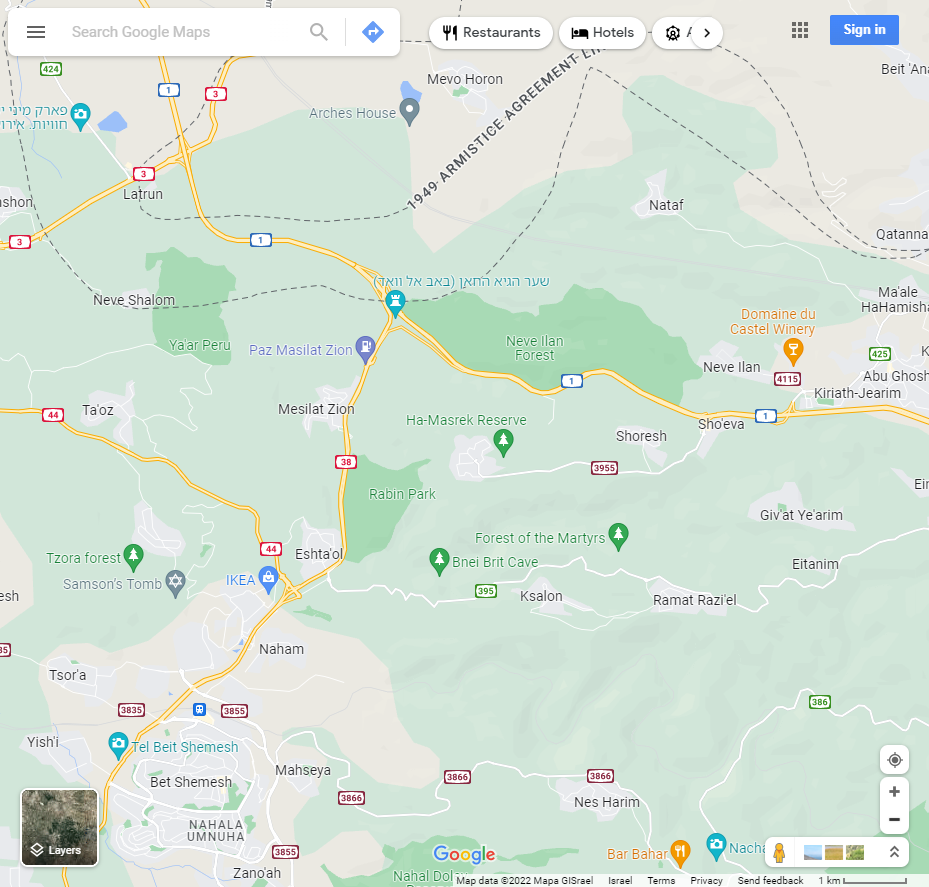 Search Google Maps
Restaurants
Hotels
Sign in
424
1
3
Mevo Horon
Beit 'Ana
Arches House
פארק מיני י
חוויות. אירו
1949 ARMISTICE AGREEMENT LI
3
Latrun
Nataf
3
1
Qatanna
שער הגיא החאן (באב אל וואד)
Neve Shalom
Ma'ale
HaHamisha
Domaine du
Castel Winery
Ya'ar Peru
Paz Masilat Zion
Neve Ilan
Forest
425
Neve Ilan
4115
Abu Ghosh
1
Kiriath-Jearim
44
Ta'oz
Mesilat Zion
Ha-Masrek Reserve
1
Sho'eva
Shoresh
38
3955
Rabin Park
Giv'at Ye'arim
Forest of the Martyrs
44
Eshta'ol
Tzora forest
Bnei Brit Cave
Eitanim
Samson's Tomb
IKEA
395
Ksalon
Ramat Razi'el
Naham
Tsor'a
3835
3855
386
Yish'i
Tel Beit Shemesh
Bet Shemesh
Mahseya
3866
3866
3866
Nes Harim
NAHALA
UMNUHA
Layers
3855
Google
Bar Bahar
Nacha
Zano'ah
Nahal Dol
Map data ©2022 Mapa GISrael Israel Terms Privacy Send feedback 1 km